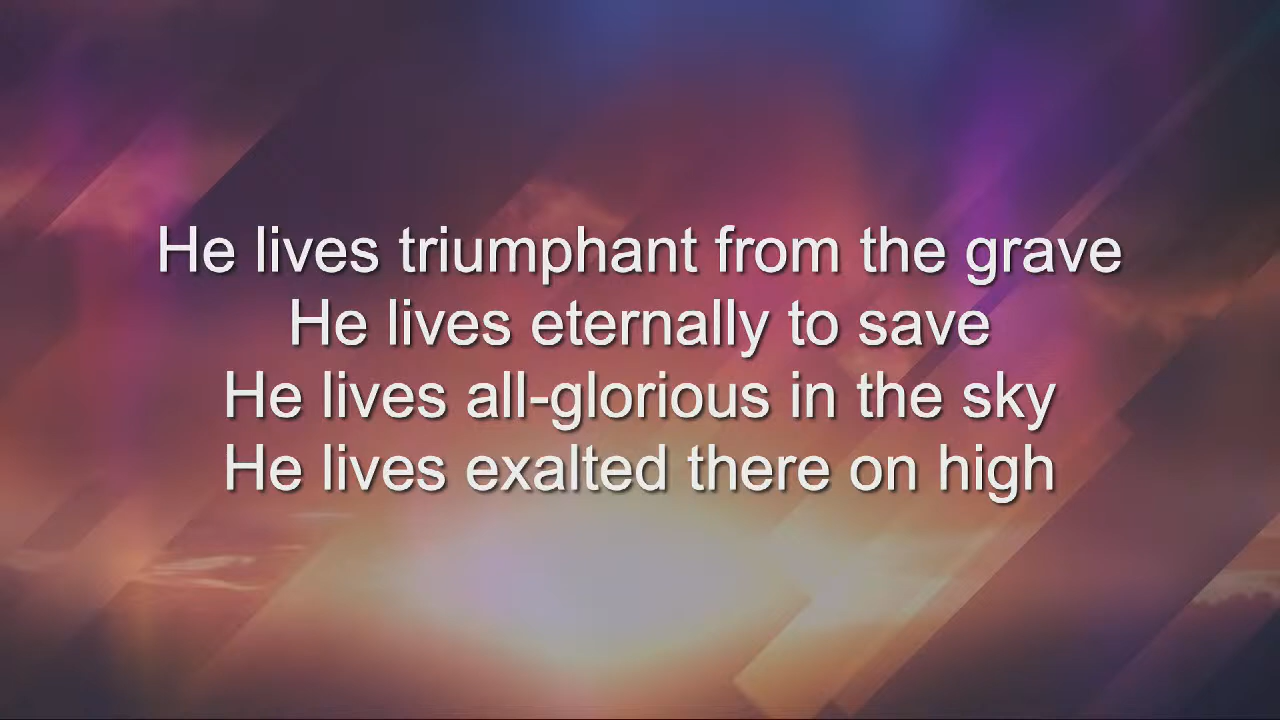 He lives triumphant from the grave
He lives eternally to save
He lives all-glorious in the sky
He lives exalted there on high